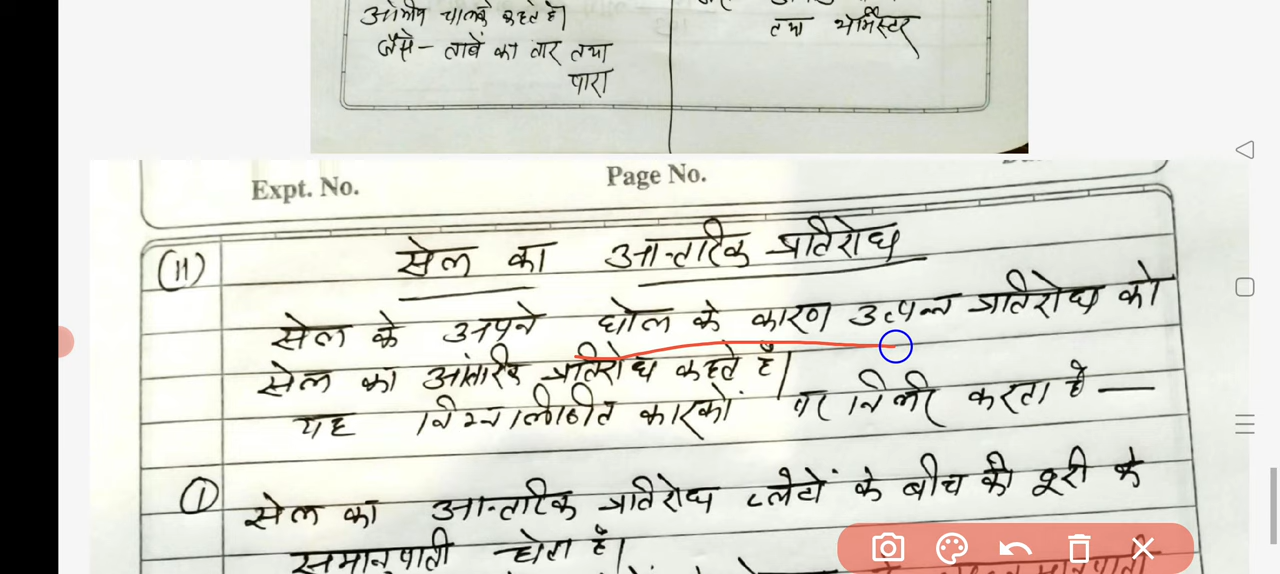 ओमीय चालक कहते है।
जैसे - तांबें का तार तथा
पारा
तथा थर्मिस्टर
Expt. No.
Page No.
(11) सेल का आन्तरिक प्रतिरोध
सेल के अपने घोल के कारण उत्पन्न प्रतिरोध को
सेल का आंतरिक प्रतिरोध कहते है।
यह निम्नलिखित कारकों पर निर्भर करता है —
(1) सेल का आन्तरिक प्रतिरोध प्लेटों के बीच की दूरी के
समानुपाती होता है।